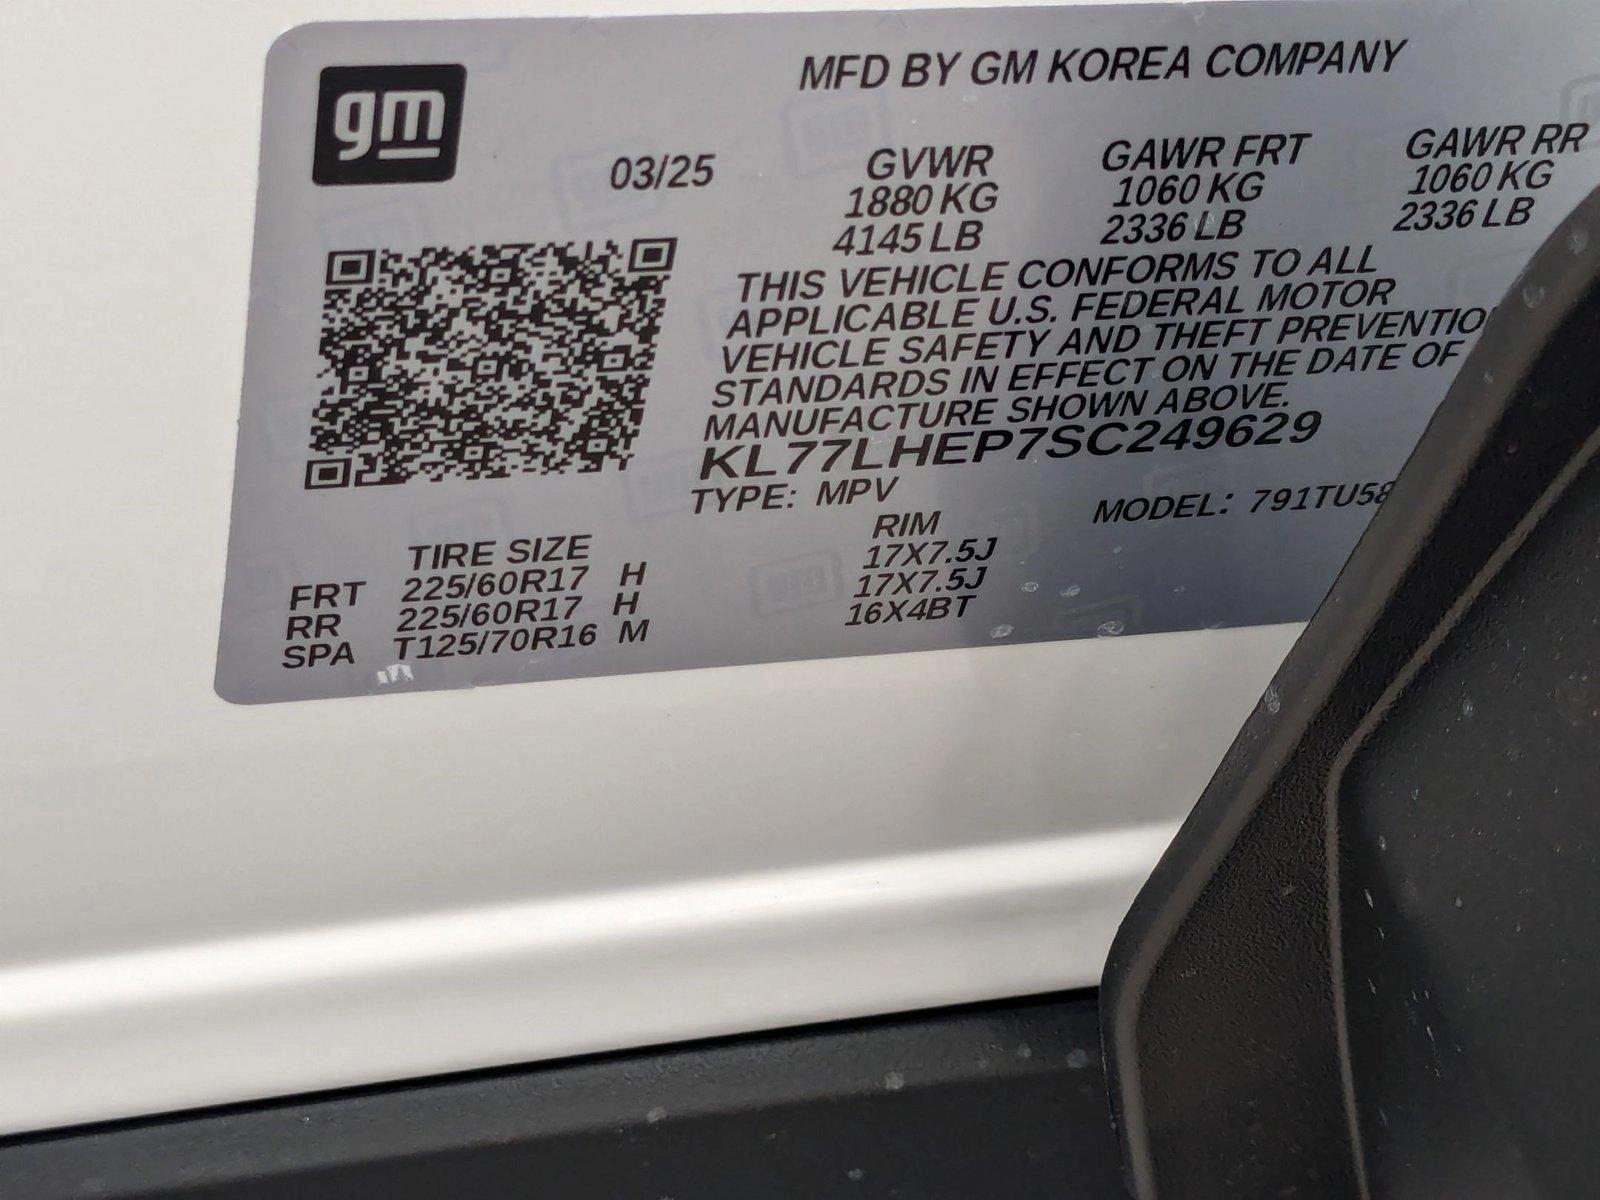 gm
MFD BY GM KOREA COMPANY
03/25
GVWR GAWR FRT GAWR RR
1880 KG 1060 KG 1060 KG
4145 LB 2336 LB 2336 LB
THIS VEHICLE CONFORMS TO ALL
APPLICABLE U.S. FEDERAL MOTOR
VEHICLE SAFETY AND THEFT PREVENTIO
STANDARDS IN EFFECT ON THE DATE OF
MANUFACTURE SHOWN ABOVE.
KL77LHEP7SC249629
TYPE: MPV MODEL: 791TU58
TIRE SIZE RIM
FRT 225/60R17 H 17X7.5J
RR 225/60R17 H 17X7.5J
SPA T125/70R16 M 16X4BT